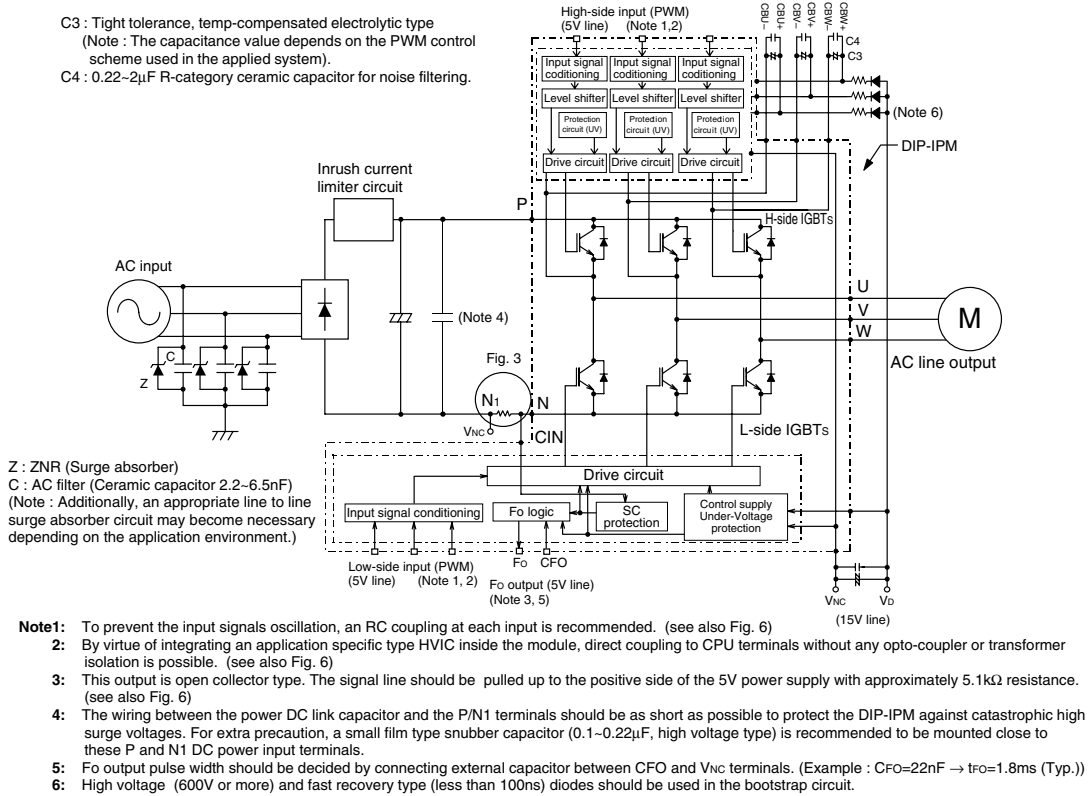 C3 : Tight tolerance, temp-compensated electrolytic type
(Note : The capacitance value depends on the PWM control
scheme used in the applied system).
C4 : 0.22~2μF R-category ceramic capacitor for noise filtering.
High-side input (PWM)
(5V line) (Note 1,2)
CBU–
CBU+
CBV–
CBV+
CBW–
CBW+
C4
C3
Input signal coditioning
Input signal coditioning
Input signal coditioning
Level shifter
Level shifter
Level shifter
Protection circuit (UV)
Protection circuit (UV)
Protection circuit (UV)
Drive circuit
Drive circuit
Drive circuit
(Note 6)
DIP-IPM
Inrush current
limiter circuit
P
H-side IGBTs
AC input
(Note 4)
U
V
W
M
AC line output
C
Z
Fig. 3
N1
N
VNC
CIN
L-side IGBTs
Z : ZNR (Surge absorber)
C : AC filter (Ceramic capacitor 2.2~6.5nF)
(Note : Additionally, an appropriate line to line
surge absorber circuit may become necessary
depending on the application environment.)
Drive circuit
Input signal conditioning
Fo logic
SC
protection
Control supply
Under-Voltage
protection
Low-side input (PWM)
(5V line) (Note 1, 2)
FO
CFO
FO output (5V line)
(Note 3, 5)
VNC
VD
(15V line)
Note1: To prevent the input signals oscillation, an RC coupling at each input is recommended. (see also Fig. 6)
2: By virtue of integrating an application specific type HVIC inside the module, direct coupling to CPU terminals without any opto-coupler or transformer
isolation is possible. (see also Fig. 6)
3: This output is open collector type. The signal line should be pulled up to the positive side of the 5V power supply with approximately 5.1kΩ resistance.
(see also Fig. 6)
4: The wiring between the power DC link capacitor and the P/N1 terminals should be as short as possible to protect the DIP-IPM against catastrophic high
surge voltages. For extra precaution, a small film type snubber capacitor (0.1~0.22μF, high voltage type) is recommended to be mounted close to
these P and N1 DC power input terminals.
5: Fo output pulse width should be decided by connecting external capacitor between CFO and VNC terminals. (Example : CFO=22nF → tFO=1.8ms (Typ.))
6: High voltage (600V or more) and fast recovery type (less than 100ns) diodes should be used in the bootstrap circuit.